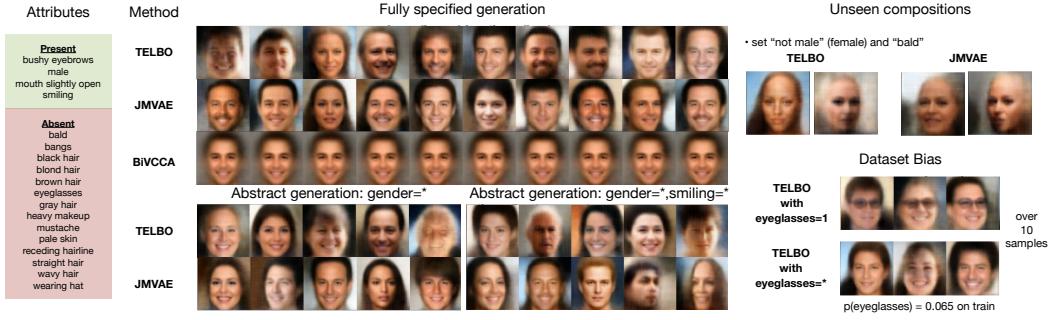 Attributes
Present
bushy eyebrows
male
mouth slightly open
smiling
Absent
bald
bangs
black hair
blond hair
brown hair
eyeglasses
gray hair
heavy makeup
mustache
pale skin
receding hairline
straight hair
wavy hair
wearing hat
Method
Fully specified generation
TELBO
JMVAE
BiVCCA
Abstract generation: gender=*
Abstract generation: gender=*,smiling=*
TELBO
JMVAE
Unseen compositions
• set “not male” (female) and “bald”
TELBO
JMVAE
Dataset Bias
TELBO
with
eyeglasses=1
TELBO
with
eyeglasses=*
over
10
samples
p(eyeglasses) = 0.065 on train